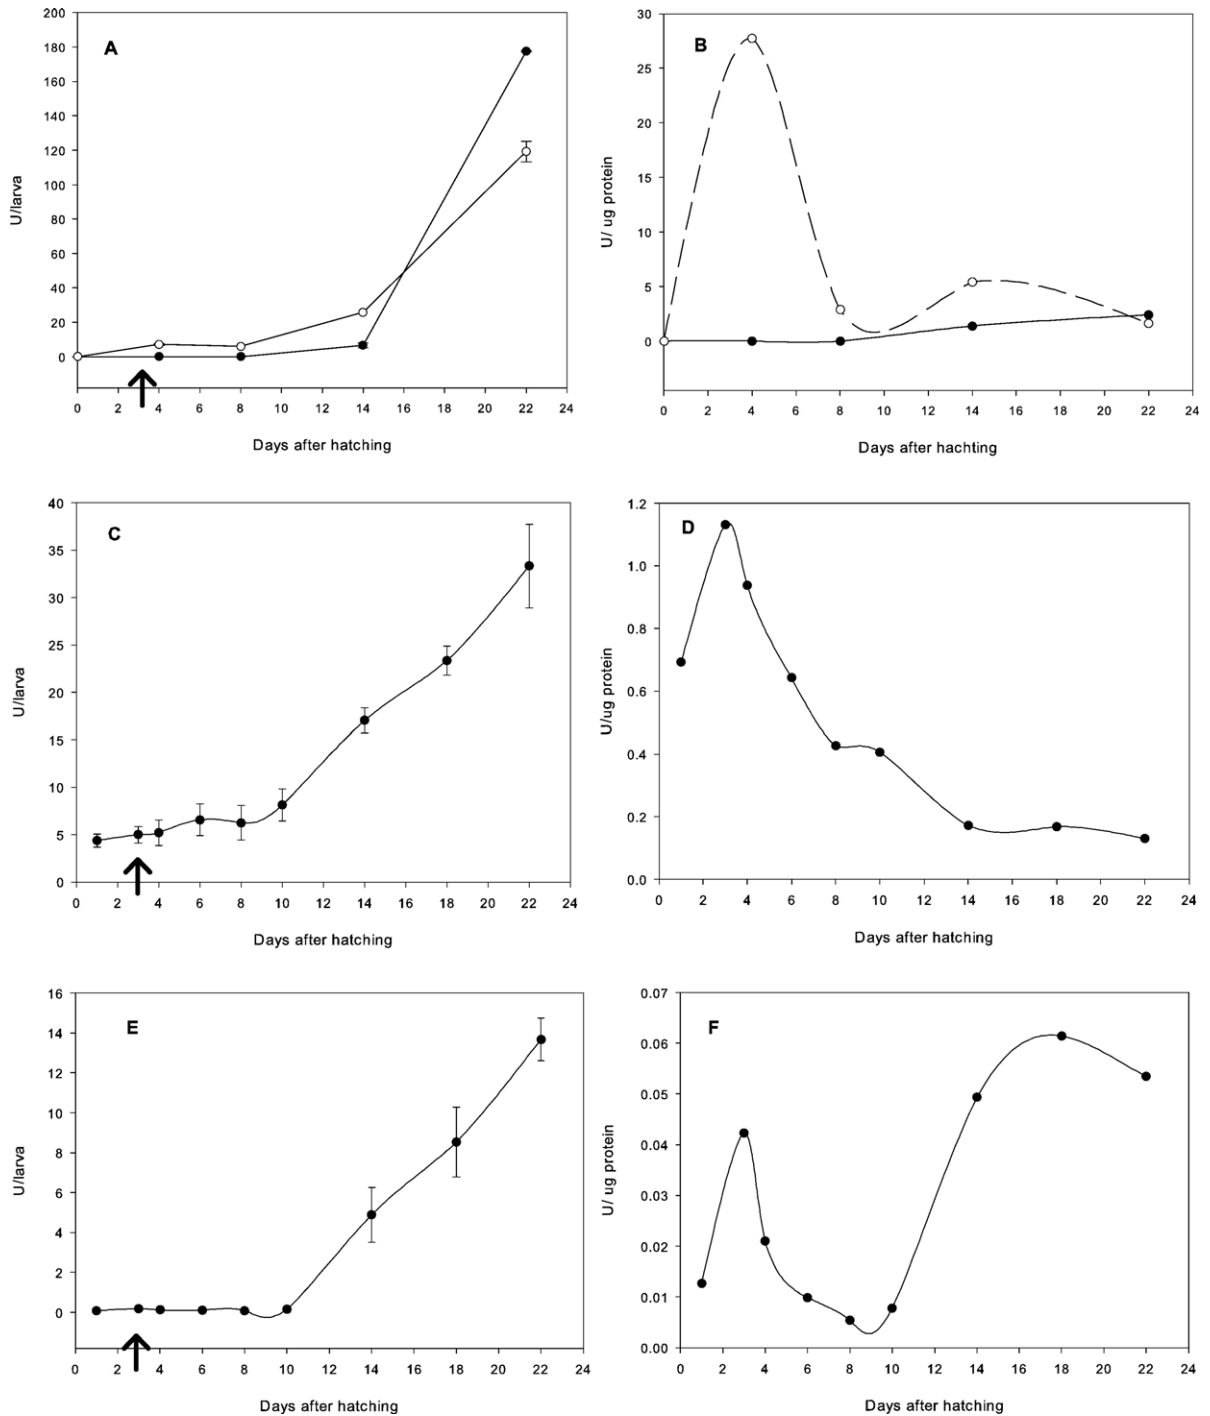 A
U/larva
200
180
160
140
120
100
80
60
40
20
0
0 2 4 6 8 10 12 14 16 18 20 22 24
Days after hatching
B
U/ ug protein
30
25
20
15
10
5
0
0 2 4 6 8 10 12 14 16 18 20 22 24
Days after hachting
C
U/larva
40
35
30
25
20
15
10
5
0
0 2 4 6 8 10 12 14 16 18 20 22 24
Days after hatching
D
U/ug protein
1.2
1.0
0.8
0.6
0.4
0.2
0.0
0 2 4 6 8 10 12 14 16 18 20 22 24
Days after hatching
E
U/larva
16
14
12
10
8
6
4
2
0
0 2 4 6 8 10 12 14 16 18 20 22 24
Days after hatching
F
U/ ug protein
0.07
0.06
0.05
0.04
0.03
0.02
0.01
0.00
0 2 4 6 8 10 12 14 16 18 20 22 24
Days after hatching